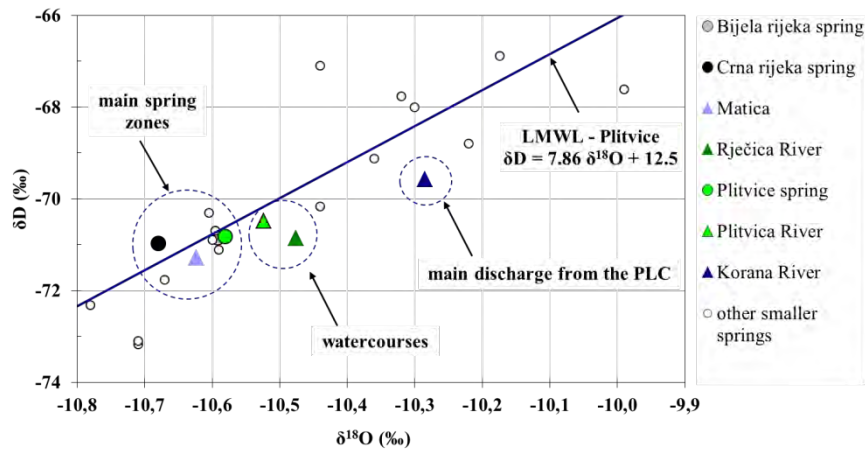 -66
-68
-70
-72
-74
δD (‰)
main spring
zones
LMWL - Plitvice
δD = 7.86 δ¹⁸O + 12.5
main discharge from the PLC
watercourses
-10,8 -10,7 -10,6 -10,5 -10,4 -10,3 -10,2 -10,1 -10,0 -9,9
δ¹⁸O (‰)
Bijela rijeka spring
Crna rijeka spring
Matica
Rječica River
Plitvice spring
Plitvica River
Korana River
other smaller
springs